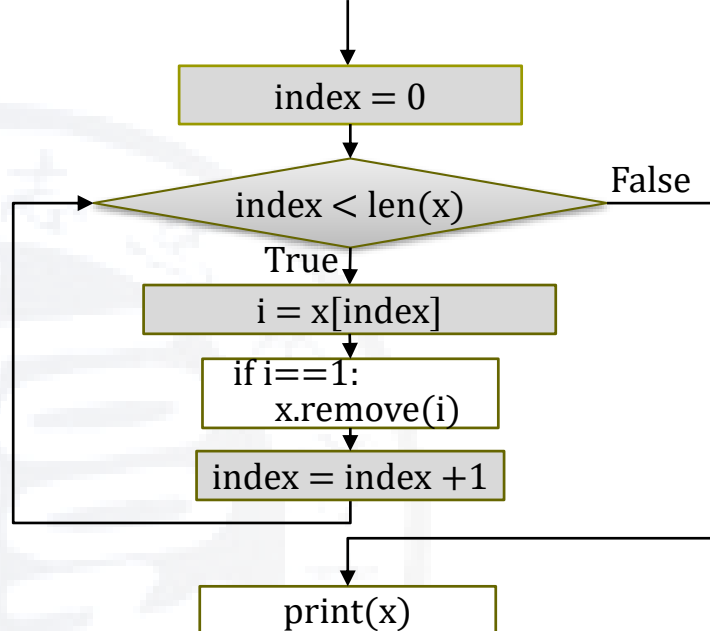 index = 0
index < len(x)
False
True
i = x[index]
if i==1:
x.remove(i)
index = index +1
print(x)